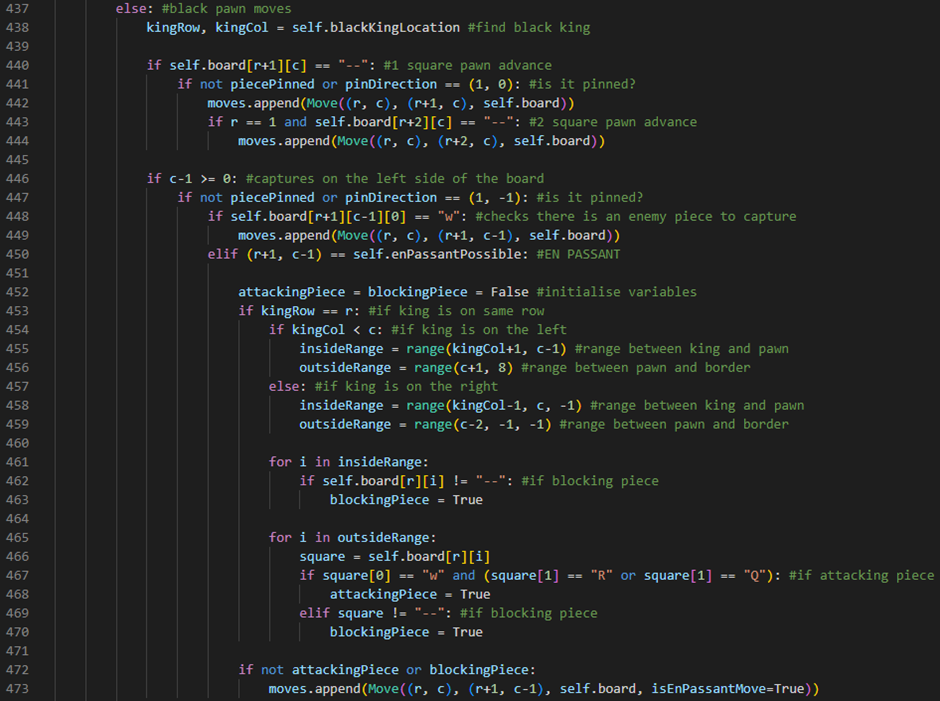 437 else: #black pawn moves
438 kingRow, kingCol = self.blackKingLocation #find black king
439
440 if self.board[r+1][c] == "--": #1 square pawn advance
441 if not piecePinned or pinDirection == (1, 0): #is it pinned?
442 moves.append(Move((r, c), (r+1, c), self.board))
443 if r == 1 and self.board[r+2][c] == "--": #2 square pawn advance
444 moves.append(Move((r, c), (r+2, c), self.board))
445
446 if c-1 >= 0: #captures on the left side of the board
447 if not piecePinned or pinDirection == (1, -1): #is it pinned?
448 if self.board[r+1][c-1][0] == "w": #checks there is an enemy piece to capture
449 moves.append(Move((r, c), (r+1, c-1), self.board))
450 elif (r+1, c-1) == self.enPassantPossible: #EN PASSANT
451
452 attackingPiece = blockingPiece = False #initialise variables
453 if kingRow == r: #if king is on same row
454 if kingCol < c: #if king is on the left
455 insideRange = range(kingCol+1, c-1) #range between king and pawn
456 outsideRange = range(c+1, 8) #range between pawn and border
457 else: #if king is on the right
458 insideRange = range(kingCol-1, c, -1) #range between king and pawn
459 outsideRange = range(c-2, -1, -1) #range between pawn and border
460
461 for i in insideRange:
462 if self.board[r][i] != "--": #if blocking piece
463 blockingPiece = True
464
465 for i in outsideRange:
466 square = self.board[r][i]
467 if square[0] == "w" and (square[1] == "R" or square[1] == "Q"): #if attacking piece
468 attackingPiece = True
469 elif square != "--": #if blocking piece
470 blockingPiece = True
471
472 if not attackingPiece or blockingPiece:
473 moves.append(Move((r, c), (r+1, c-1), self.board, isEnPassantMove=True))